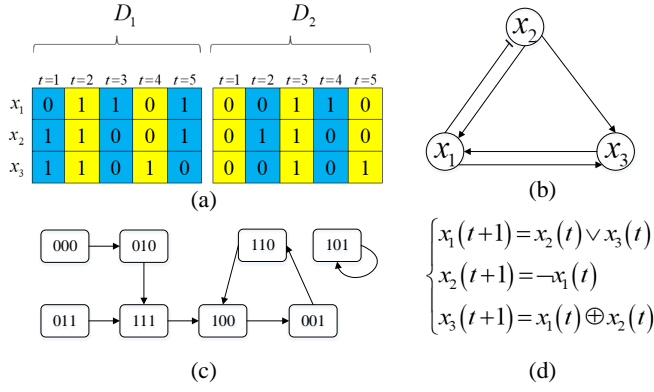 D₁ D₂
t=1 t=2 t=3 t=4 t=5 t=1 t=2 t=3 t=4 t=5
x₁ 0 1 1 0 1 0 0 1 1 0
x₂ 1 1 0 0 1 0 1 1 0 0
x₃ 1 1 0 1 0 0 0 1 0 1
(a)
x₂
x₁ x₃
(b)
000 010 110 101
011 111 100 001
(c)
x₁(t+1)=x₂(t)∨x₃(t)
x₂(t+1)=¬x₁(t)
x₃(t+1)=x₁(t)⊕x₂(t)
(d)